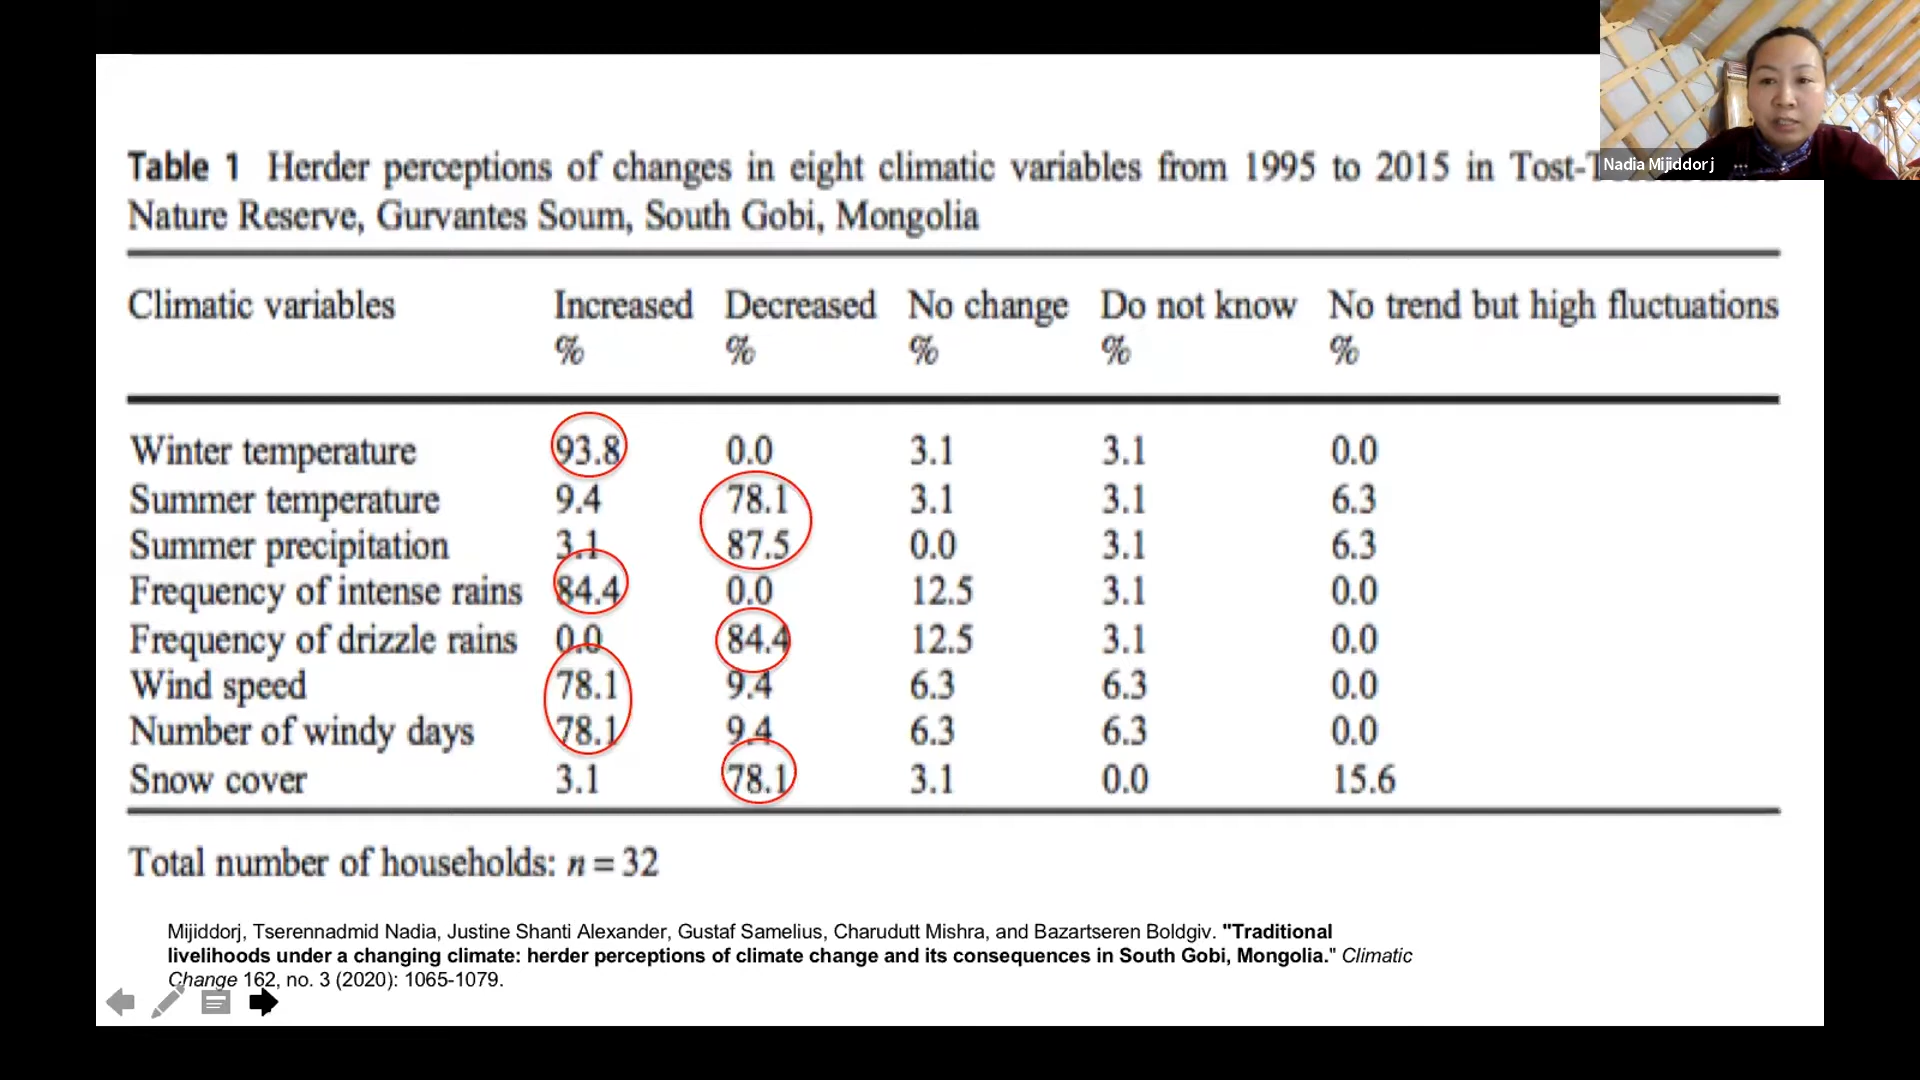 Table 1 Herder perceptions of changes in eight climatic variables from 1995 to 2015 in Tost-
Nature Reserve, Gurvantes Soum, South Gobi, Mongolia
Climatic variables Increased Decreased No change Do not know No trend but high fluctuations
% % % % %
Winter temperature 93.8 0.0 3.1 3.1 0.0
Summer temperature 9.4 78.1 3.1 3.1 6.3
Summer precipitation 3.1 87.5 0.0 3.1 6.3
Frequency of intense rains 84.4 0.0 12.5 3.1 0.0
Frequency of drizzle rains 0.0 84.4 12.5 3.1 0.0
Wind speed 78.1 9.4 6.3 6.3 0.0
Number of windy days 78.1 9.4 6.3 6.3 0.0
Snow cover 3.1 78.1 3.1 0.0 15.6
Total number of households: n = 32
Mijiddorj, Tserennadmid Nadia, Justine Shanti Alexander, Gustaf Samelius, Charudutt Mishra, and Bazartseren Boldgiv. "Traditional
livelihoods under a changing climate: herder perceptions of climate change and its consequences in South Gobi, Mongolia." Climatic
Change 162, no. 3 (2020): 1065-1079.
Nadia Mijiddorj